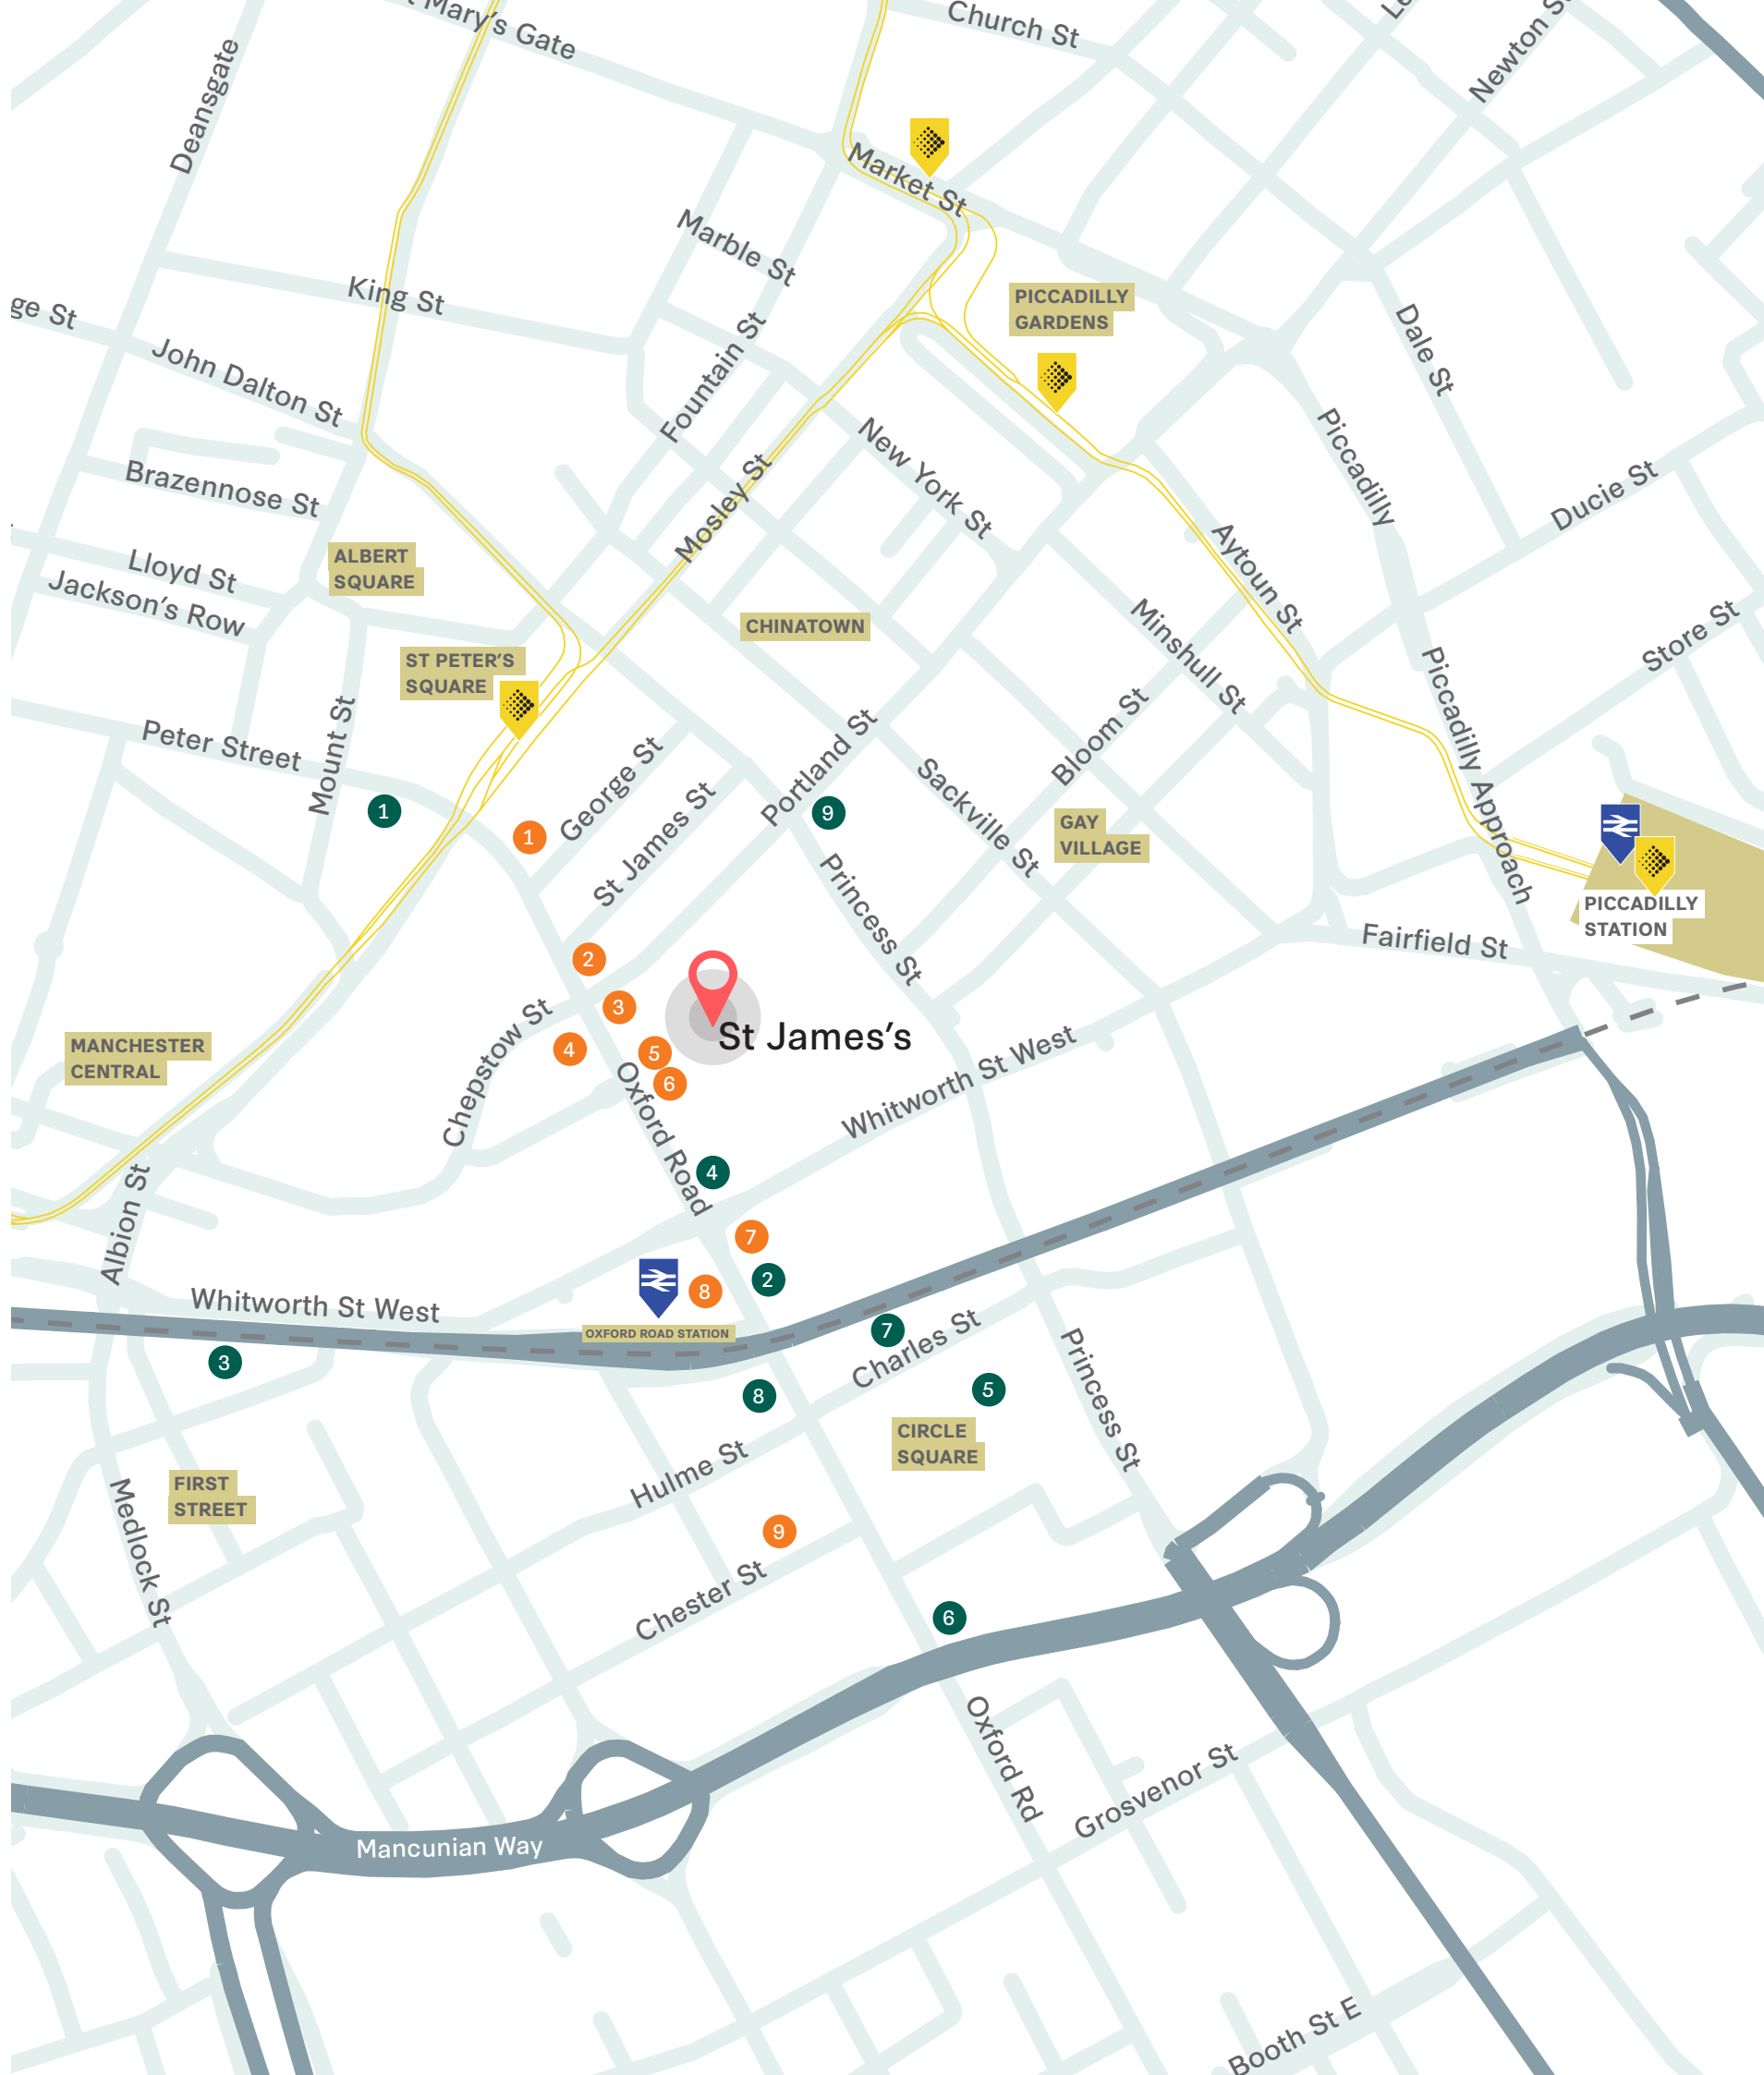 Mary's Gate
Church St
Newton St
Deansgate
Market St
Marble St
King St
PICCADILLY
GARDENS
ge St
John Dalton St
Fountain St
Dale St
Piccadilly
New York St
Brazennose St
Mosley St
Ducie St
Lloyd St
ALBERT
SQUARE
Aytoun St
Jackson's Row
CHINATOWN
Minshull St
Store St
ST PETER'S
SQUARE
Piccadilly Approach
Peter Street
Mount St
George St
Portland St
Bloom St
Sackville St
St James St
1
1
9
GAY
VILLAGE
Princess St
PICCADILLY
STATION
Fairfield St
2
3
Chepstow St
St James's
MANCHESTER
CENTRAL
4
5
6
Whitworth St West
Oxford Road
4
Albion St
7
2
8
Whitworth St West
OXFORD ROAD STATION
7
Charles St
3
8
5
Princess St
CIRCLE
SQUARE
Hulme St
FIRST
STREET
Medlock St
9
Chester St
6
Oxford Rd
Grosvenor St
Mancunian Way
Booth St E